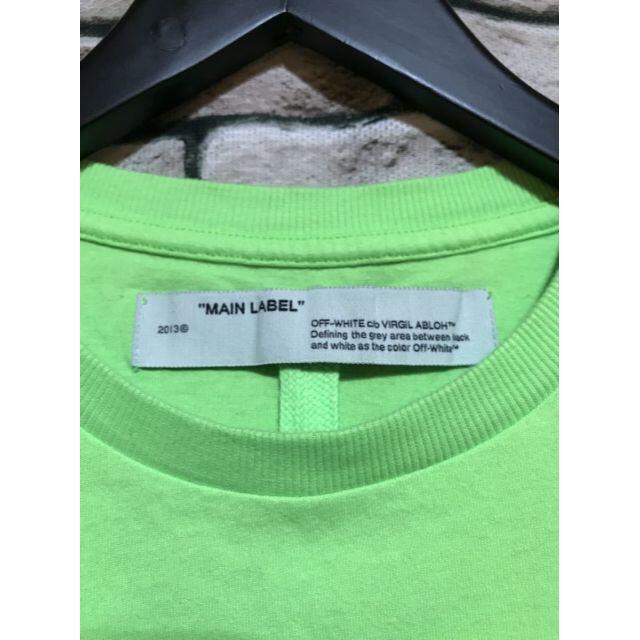 "MAIN LABEL"
2013©
OFF-WHITE c/o VIRGIL ABLOH™
Defining the grey area between black
and white as the color Off-White™